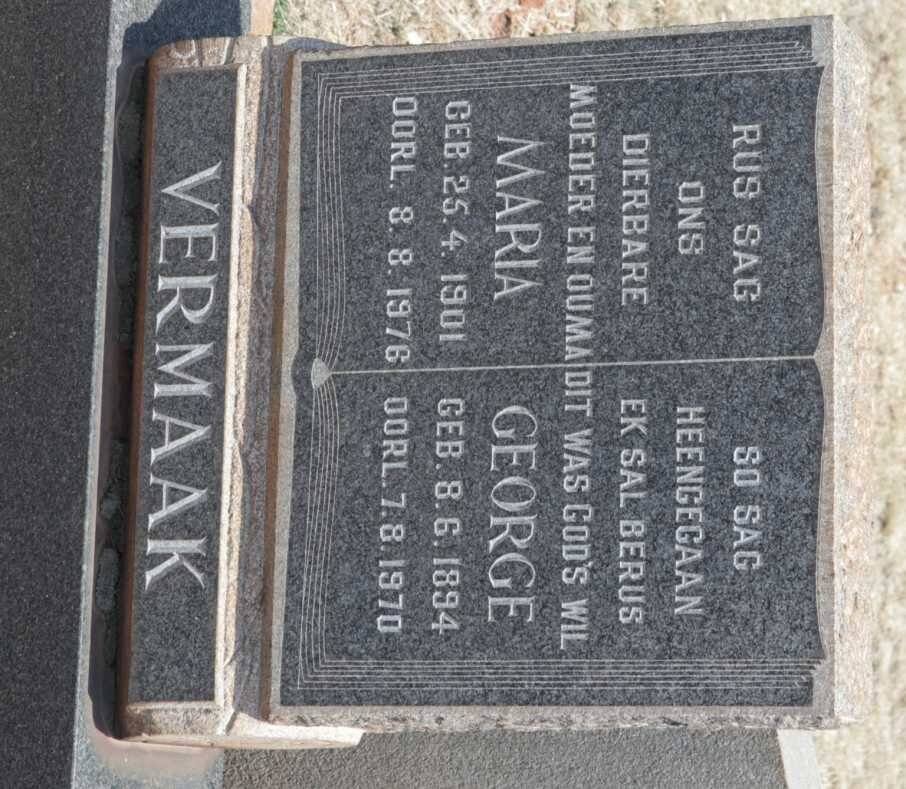 RUS SAG
ONS
DIERBARE
MOEDER EN OUMA
MARIA
GEB. 25.4.1901
OORL. 8.8.1976
SO SAG
HEENGEGAAN
EK SAL BERUS
DIT WAS GOD'S WIL
GEORGE
GEB. 8.6.1894
OORL. 7.8.1970
VERMAAK